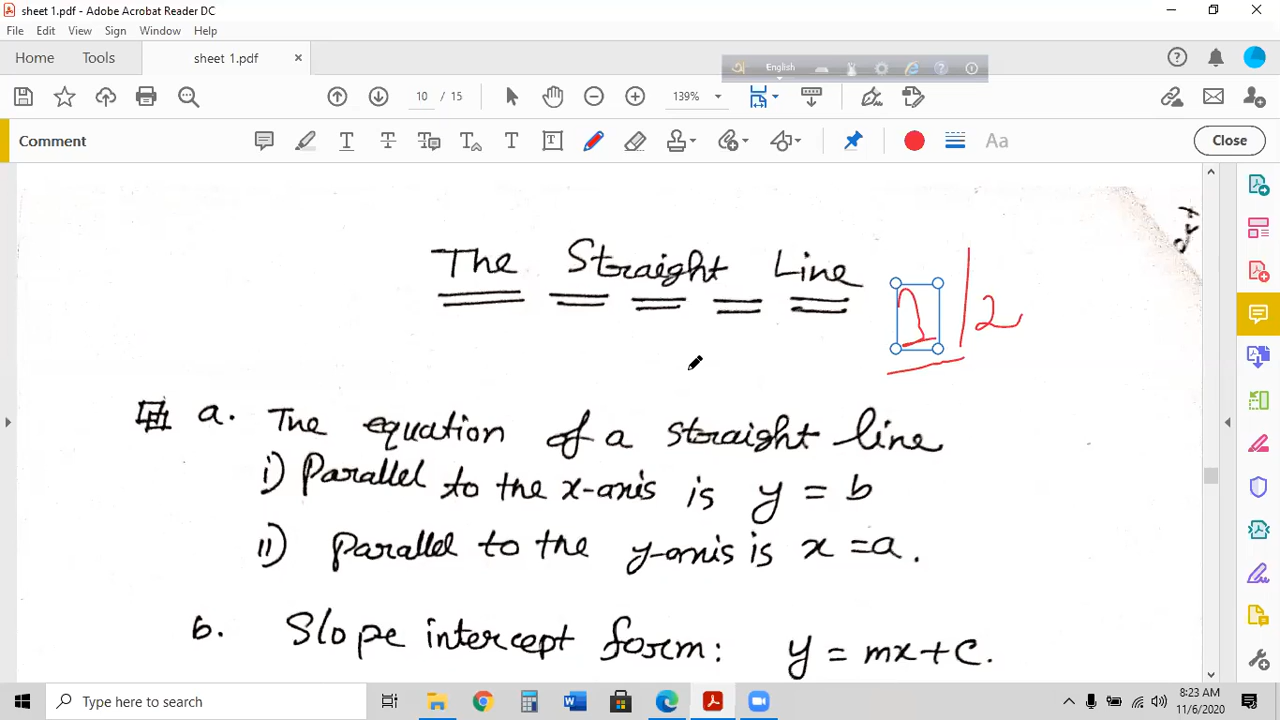 sheet 1.pdf - Adobe Acrobat Reader DC
File Edit View Sign Window Help
Home Tools sheet 1.pdf
English
10 / 15 139%
Comment Close
The Straight Line
1 2
a. The equation of a straight line
i) Parallel to the x-axis is y = b
ii) parallel to the y-axis is x = a.
b. Slope intercept form: y = mx + c.
Type here to search
8:23 AM
11/6/2020